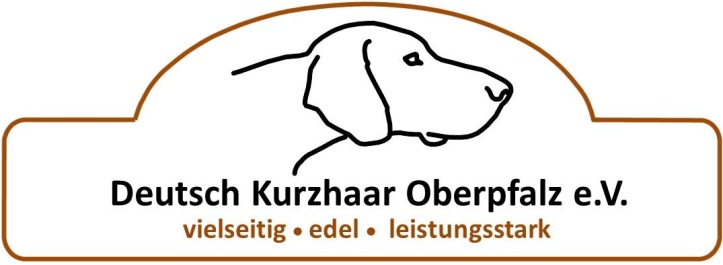 Deutsch Kurzhaar Oberpfalz e.V.
vielseitig • edel • leistungsstark